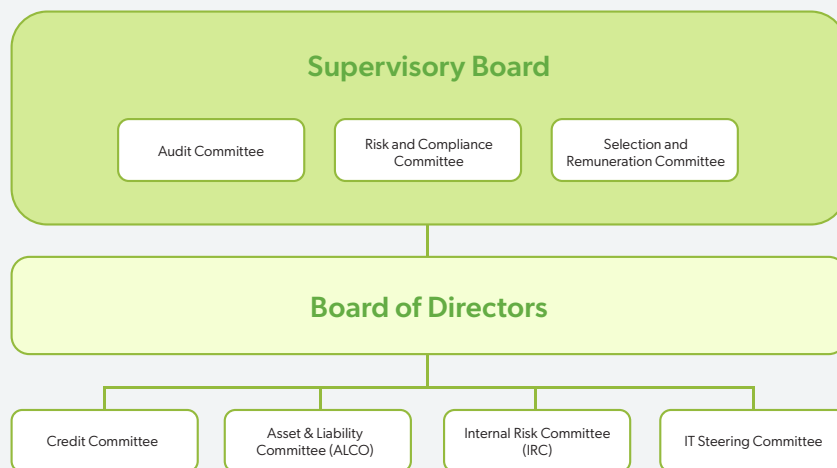 Supervisory Board
Audit Committee
Risk and Compliance
Committee
Selection and
Remuneration Committee
Board of Directors
Credit Committee
Asset & Liability
Committee (ALCO)
Internal Risk Committee
(IRC)
IT Steering Committee